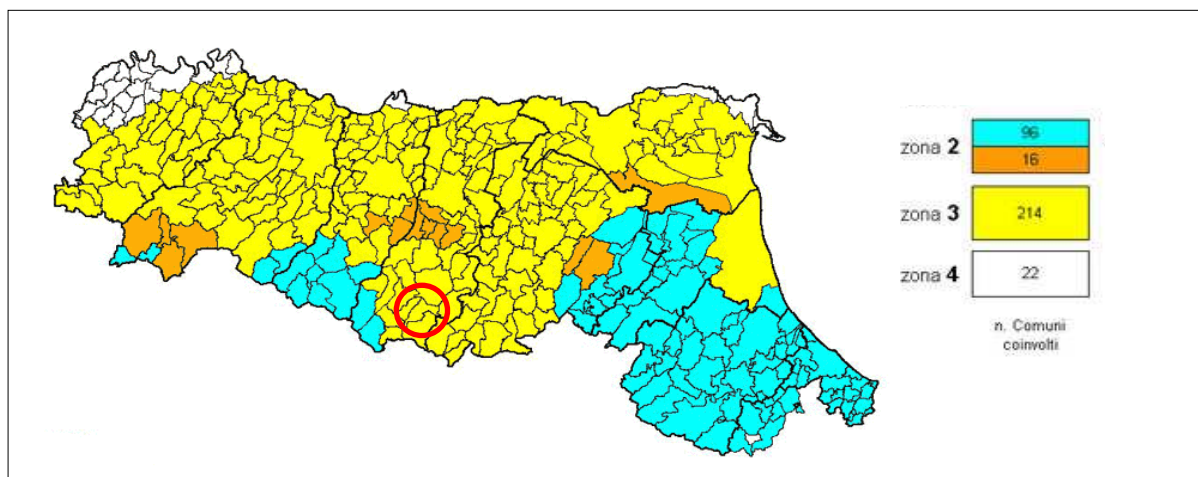 zona 2
96
16
zona 3
214
zona 4
22
n. Comuni
coinvolti